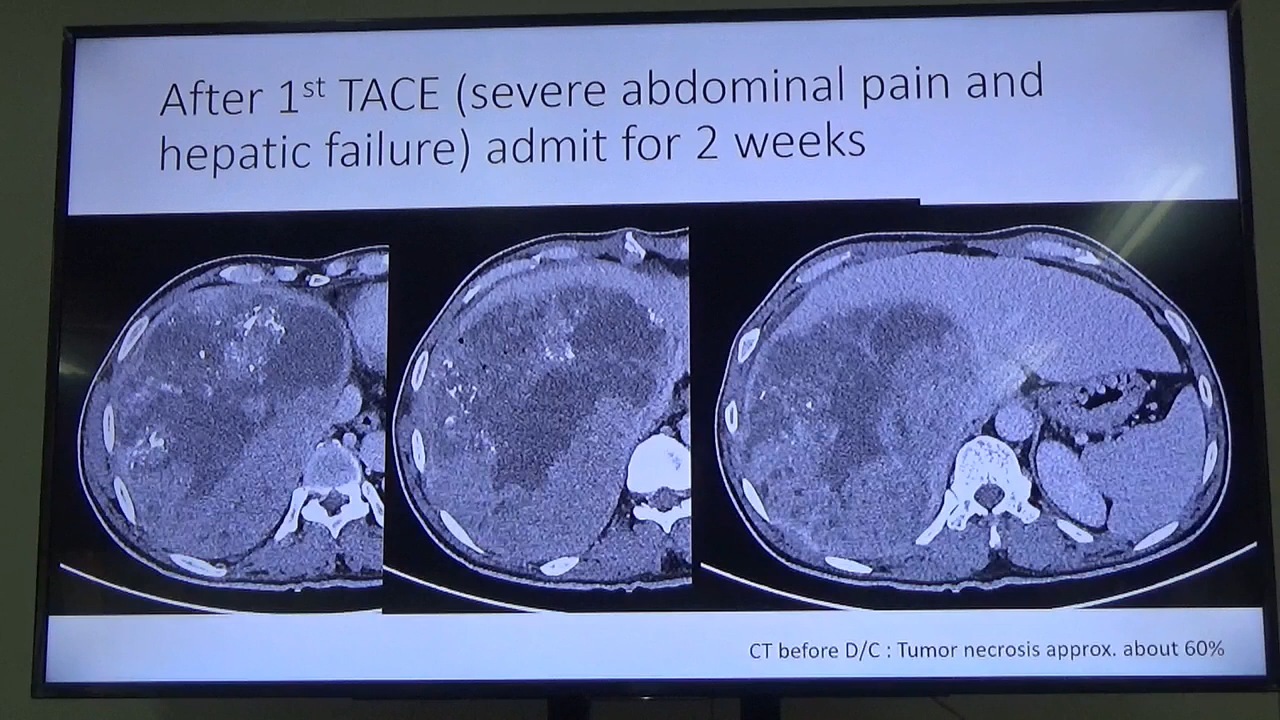 After 1st TACE (severe abdominal pain and
hepatic failure) admit for 2 weeks
CT before D/C : Tumor necrosis approx. about 60%